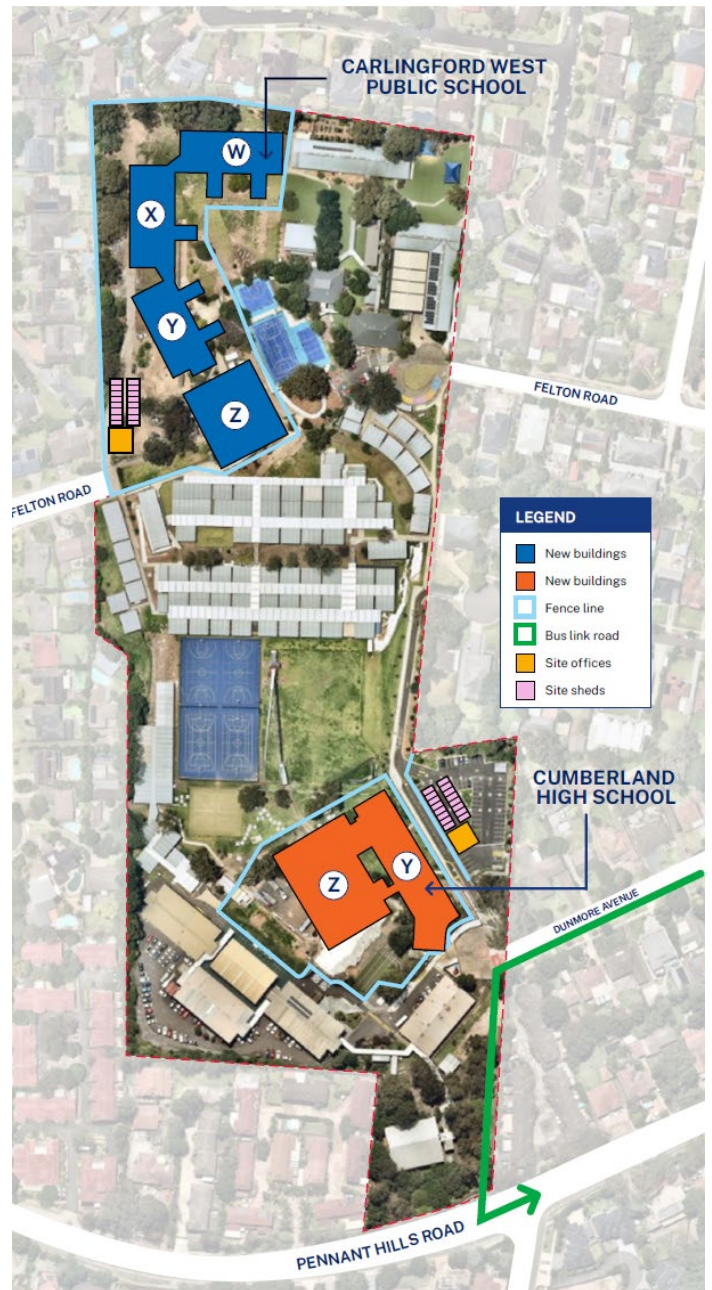 CARLINGFORD WEST
PUBLIC SCHOOL
W
X
Y
Z
FELTON ROAD
FELTON ROAD
LEGEND
New buildings
New buildings
Fence line
Bus link road
Site offices
Site sheds
CUMBERLAND
HIGH SCHOOL
Y
Z
DUNMORE AVENUE
PENNANT HILLS ROAD